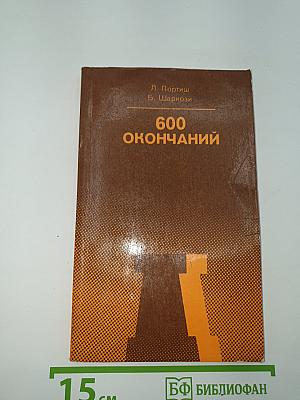 Л. Портиш
Б. Шаркози
600
ОКОНЧАНИЙ
15 см
БФ БИБЛИОФАН